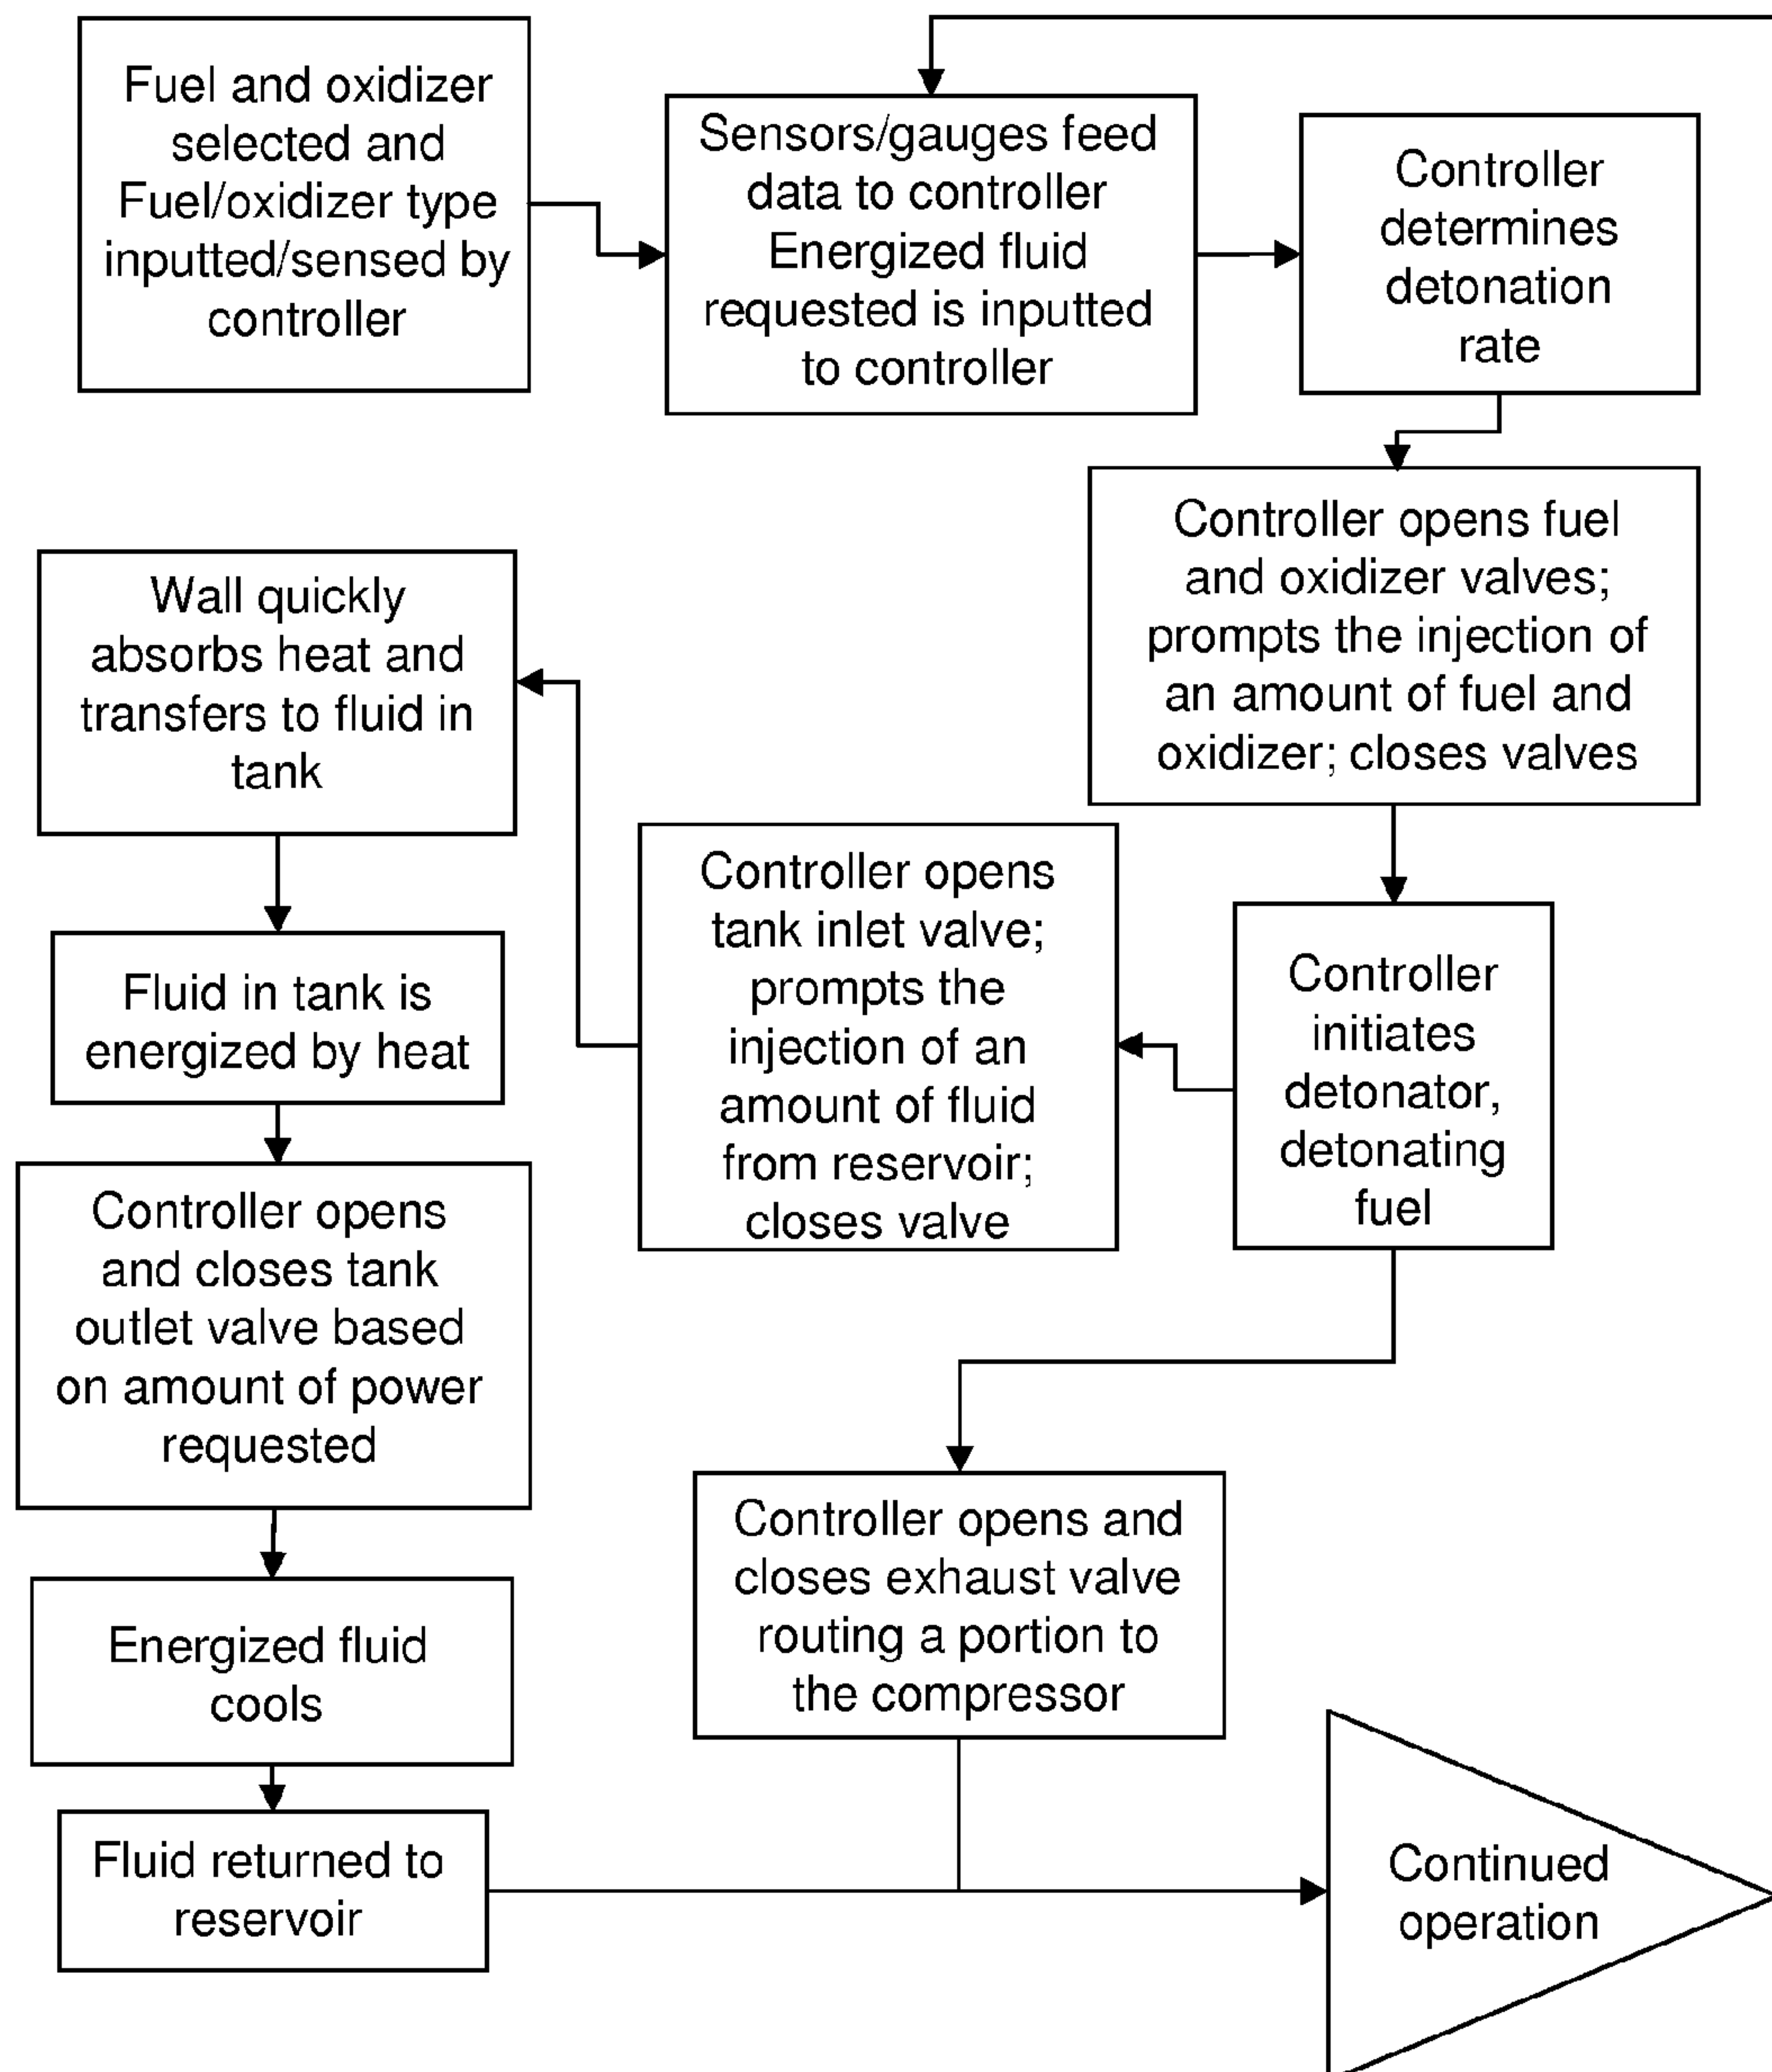 Fuel and oxidizer
selected and
Fuel/oxidizer type
inputted/sensed by
controller
Sensors/gauges feed
data to controller
Energized fluid
requested is inputted
to controller
Controller
determines
detonation
rate
Controller opens fuel
and oxidizer valves;
prompts the injection of
an amount of fuel and
oxidizer; closes valves
Controller
initiates
detonator,
detonating
fuel
Controller opens
tank inlet valve;
prompts the
injection of an
amount of fluid
from reservoir;
closes valve
Wall quickly
absorbs heat and
transfers to fluid in
tank
Fluid in tank is
energized by heat
Controller opens
and closes tank
outlet valve based
on amount of power
requested
Energized fluid
cools
Fluid returned to
reservoir
Controller opens and
closes exhaust valve
routing a portion to
the compressor
Continued
operation